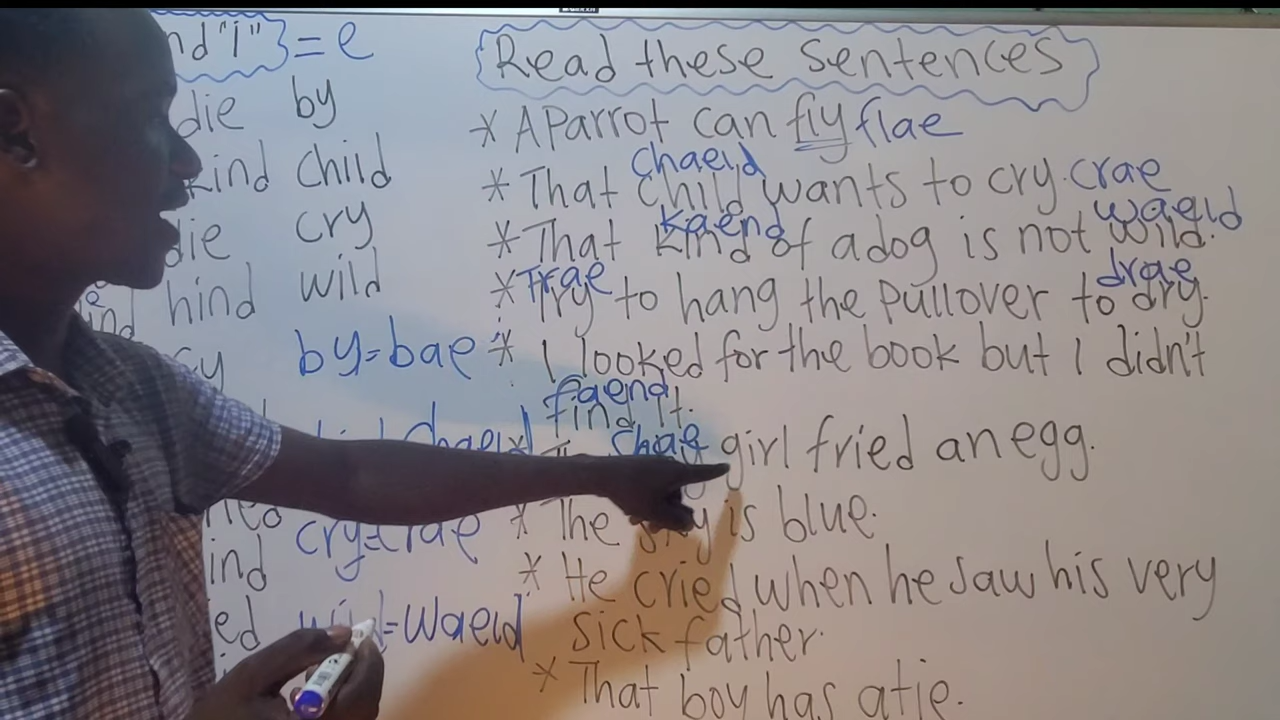 nd "i" = e
die by
kind child
die cry
hind wild
by=bae
chaeld
cry=crae
ind
ed wild=waeld
Read these sentences
* A Parrot can fly flae
chaeld
* That child wants to cry. crae
kaend waeld
* That kind of a dog is not wild.
Trae drae
* Try to hang the pullover to dry.
* I looked for the book but I didn't
faend
find it.
chae
girl fried an egg.
* The sky is blue.
* He cried when he saw his very
sick father.
* That boy has a tie.